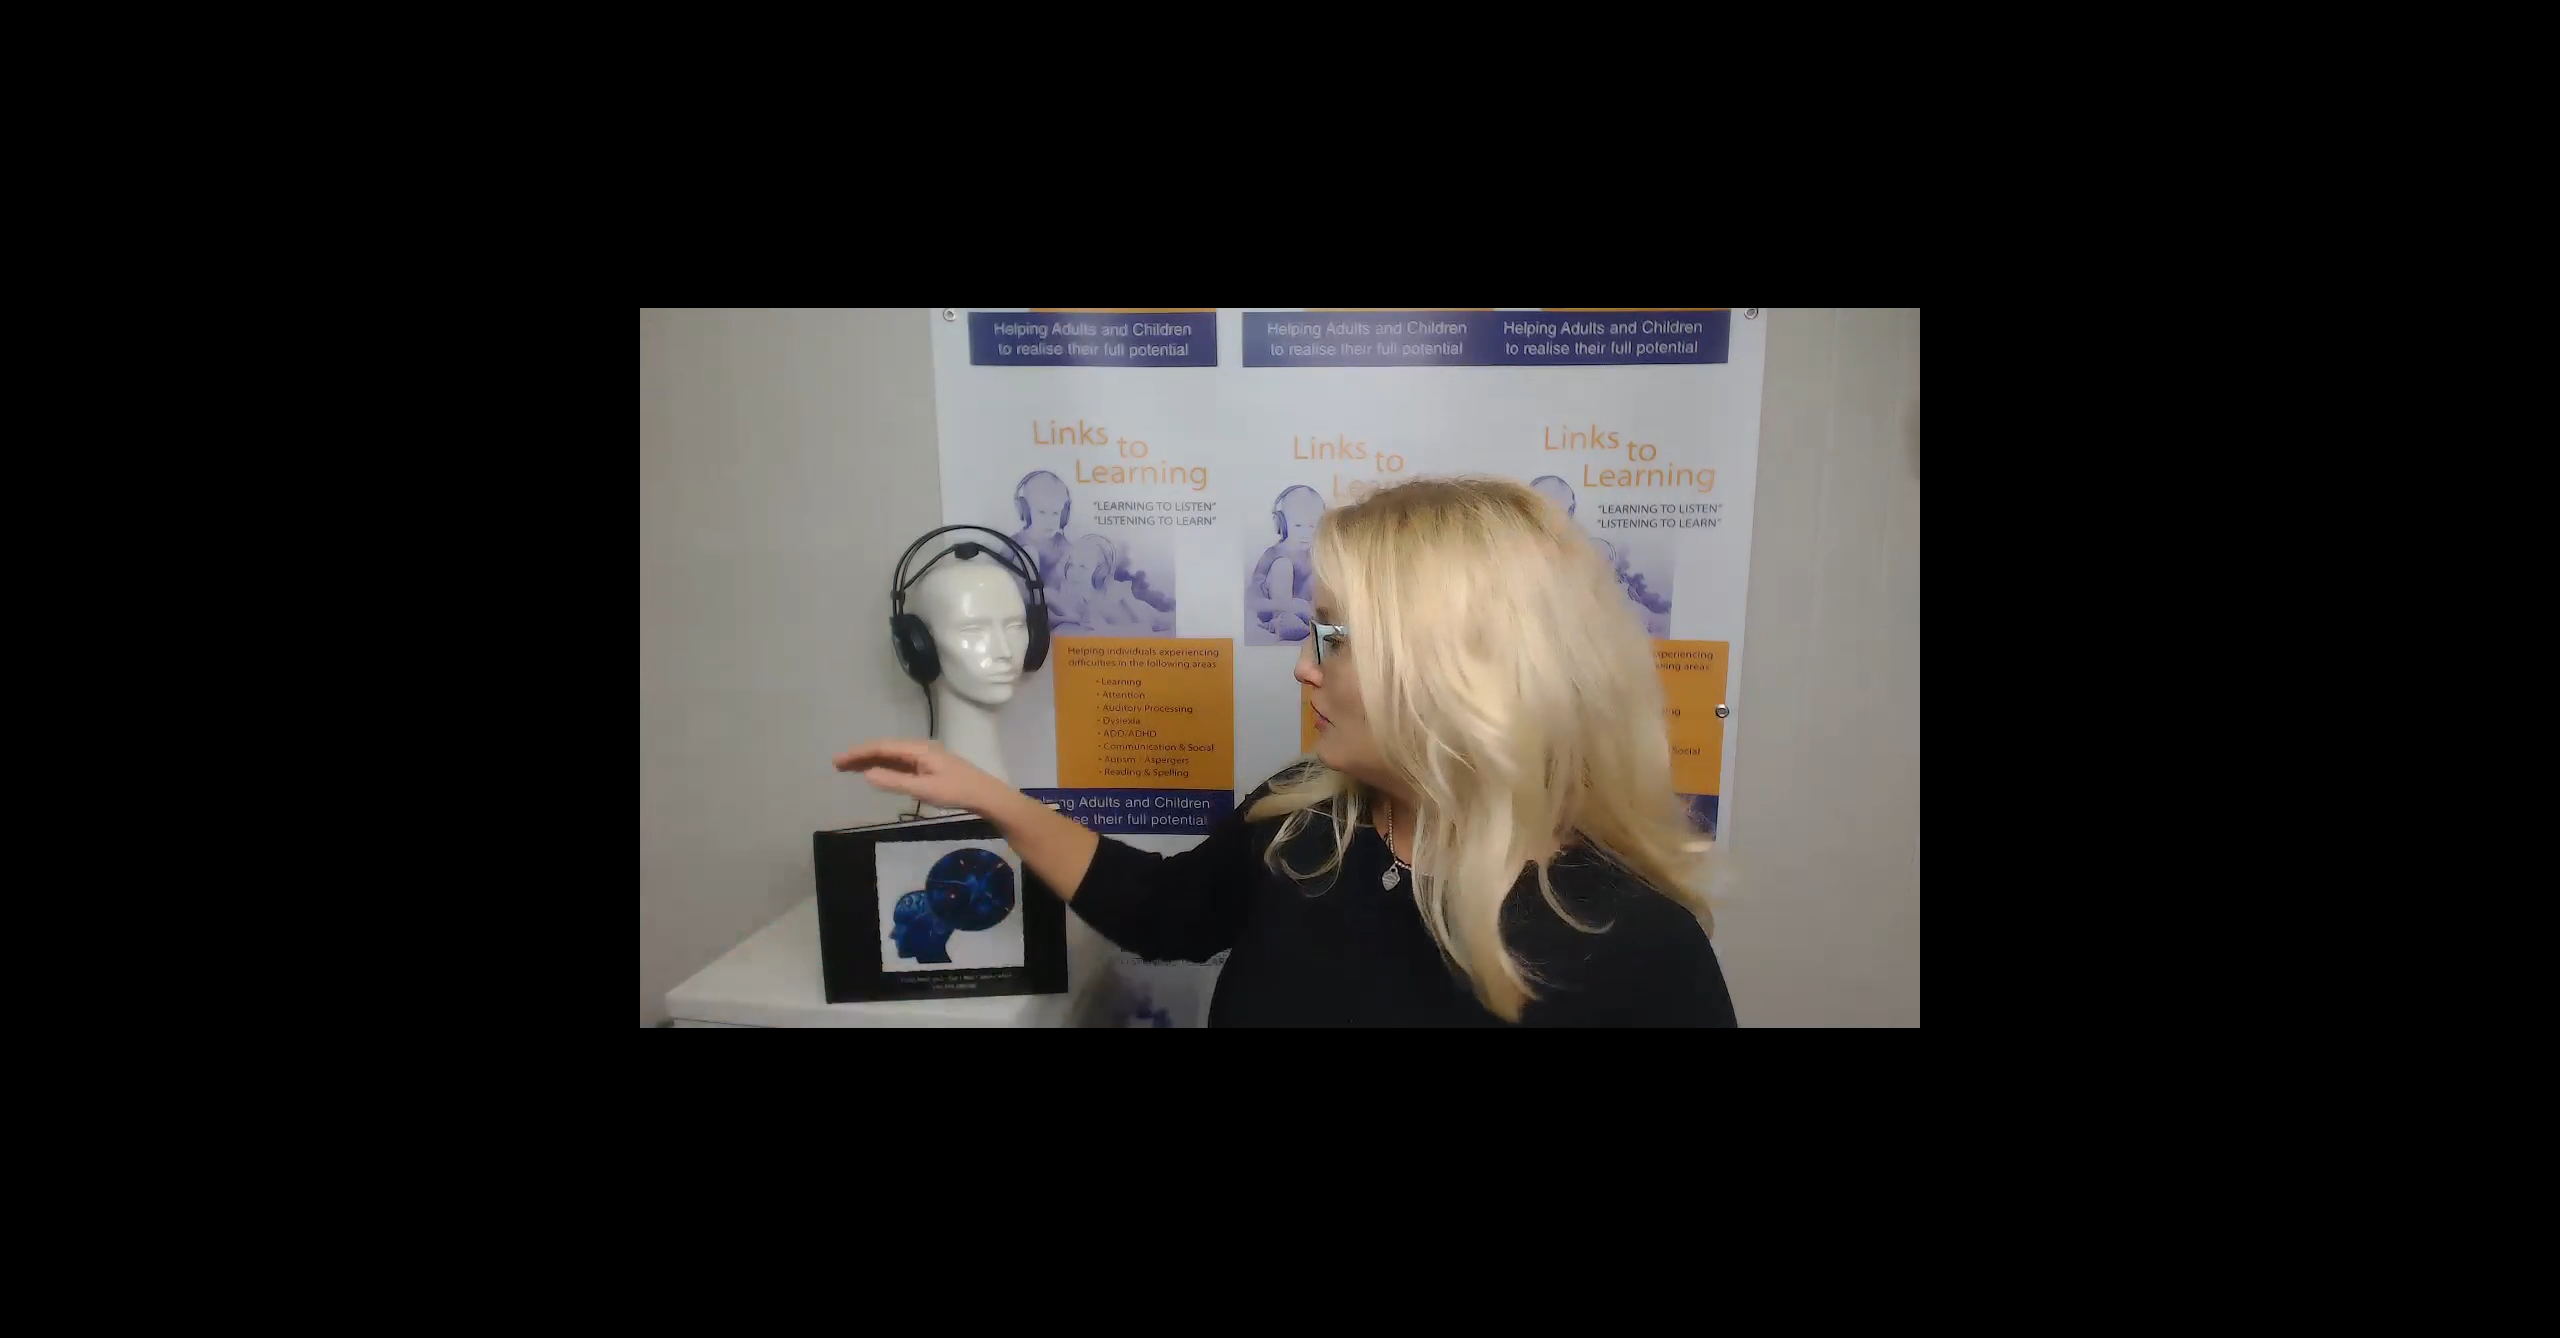 Helping Adults and Children
to realise their full potential
Helping Adults and Children
to realise their full potential
Helping Adults and Children
to realise their full potential
Links to
Learning
"LEARNING TO LISTEN"
"LISTENING TO LEARN"
Helping individuals experiencing
difficulties in the following areas
• Learning
• Attention
• Auditory Processing
• Dyslexia
• ADD/ADHD
• Communication & Social
• Autism / Aspergers
• Reading & Spelling
Adults and Children
their full potential
Links to
Links to
Learning
"LEARNING TO LISTEN"
"LISTENING TO LEARN"
experiencing
areas
Social